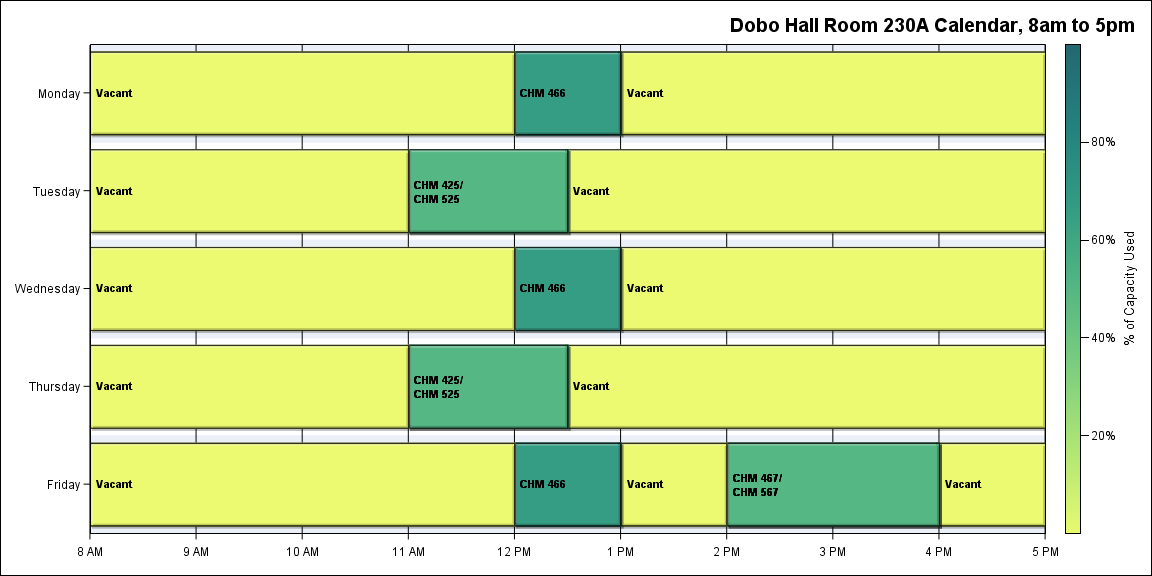 Dobo Hall Room 230A Calendar, 8am to 5pm
Monday
Vacant
CHM 466
Vacant
Tuesday
Vacant
CHM 425/
CHM 525
Vacant
Wednesday
Vacant
CHM 466
Vacant
Thursday
Vacant
CHM 425/
CHM 525
Vacant
Friday
Vacant
CHM 466
Vacant
CHM 467/
CHM 567
Vacant
8 AM
9 AM
10 AM
11 AM
12 PM
1 PM
2 PM
3 PM
4 PM
5 PM
80%
60%
40%
20%
% of Capacity Used